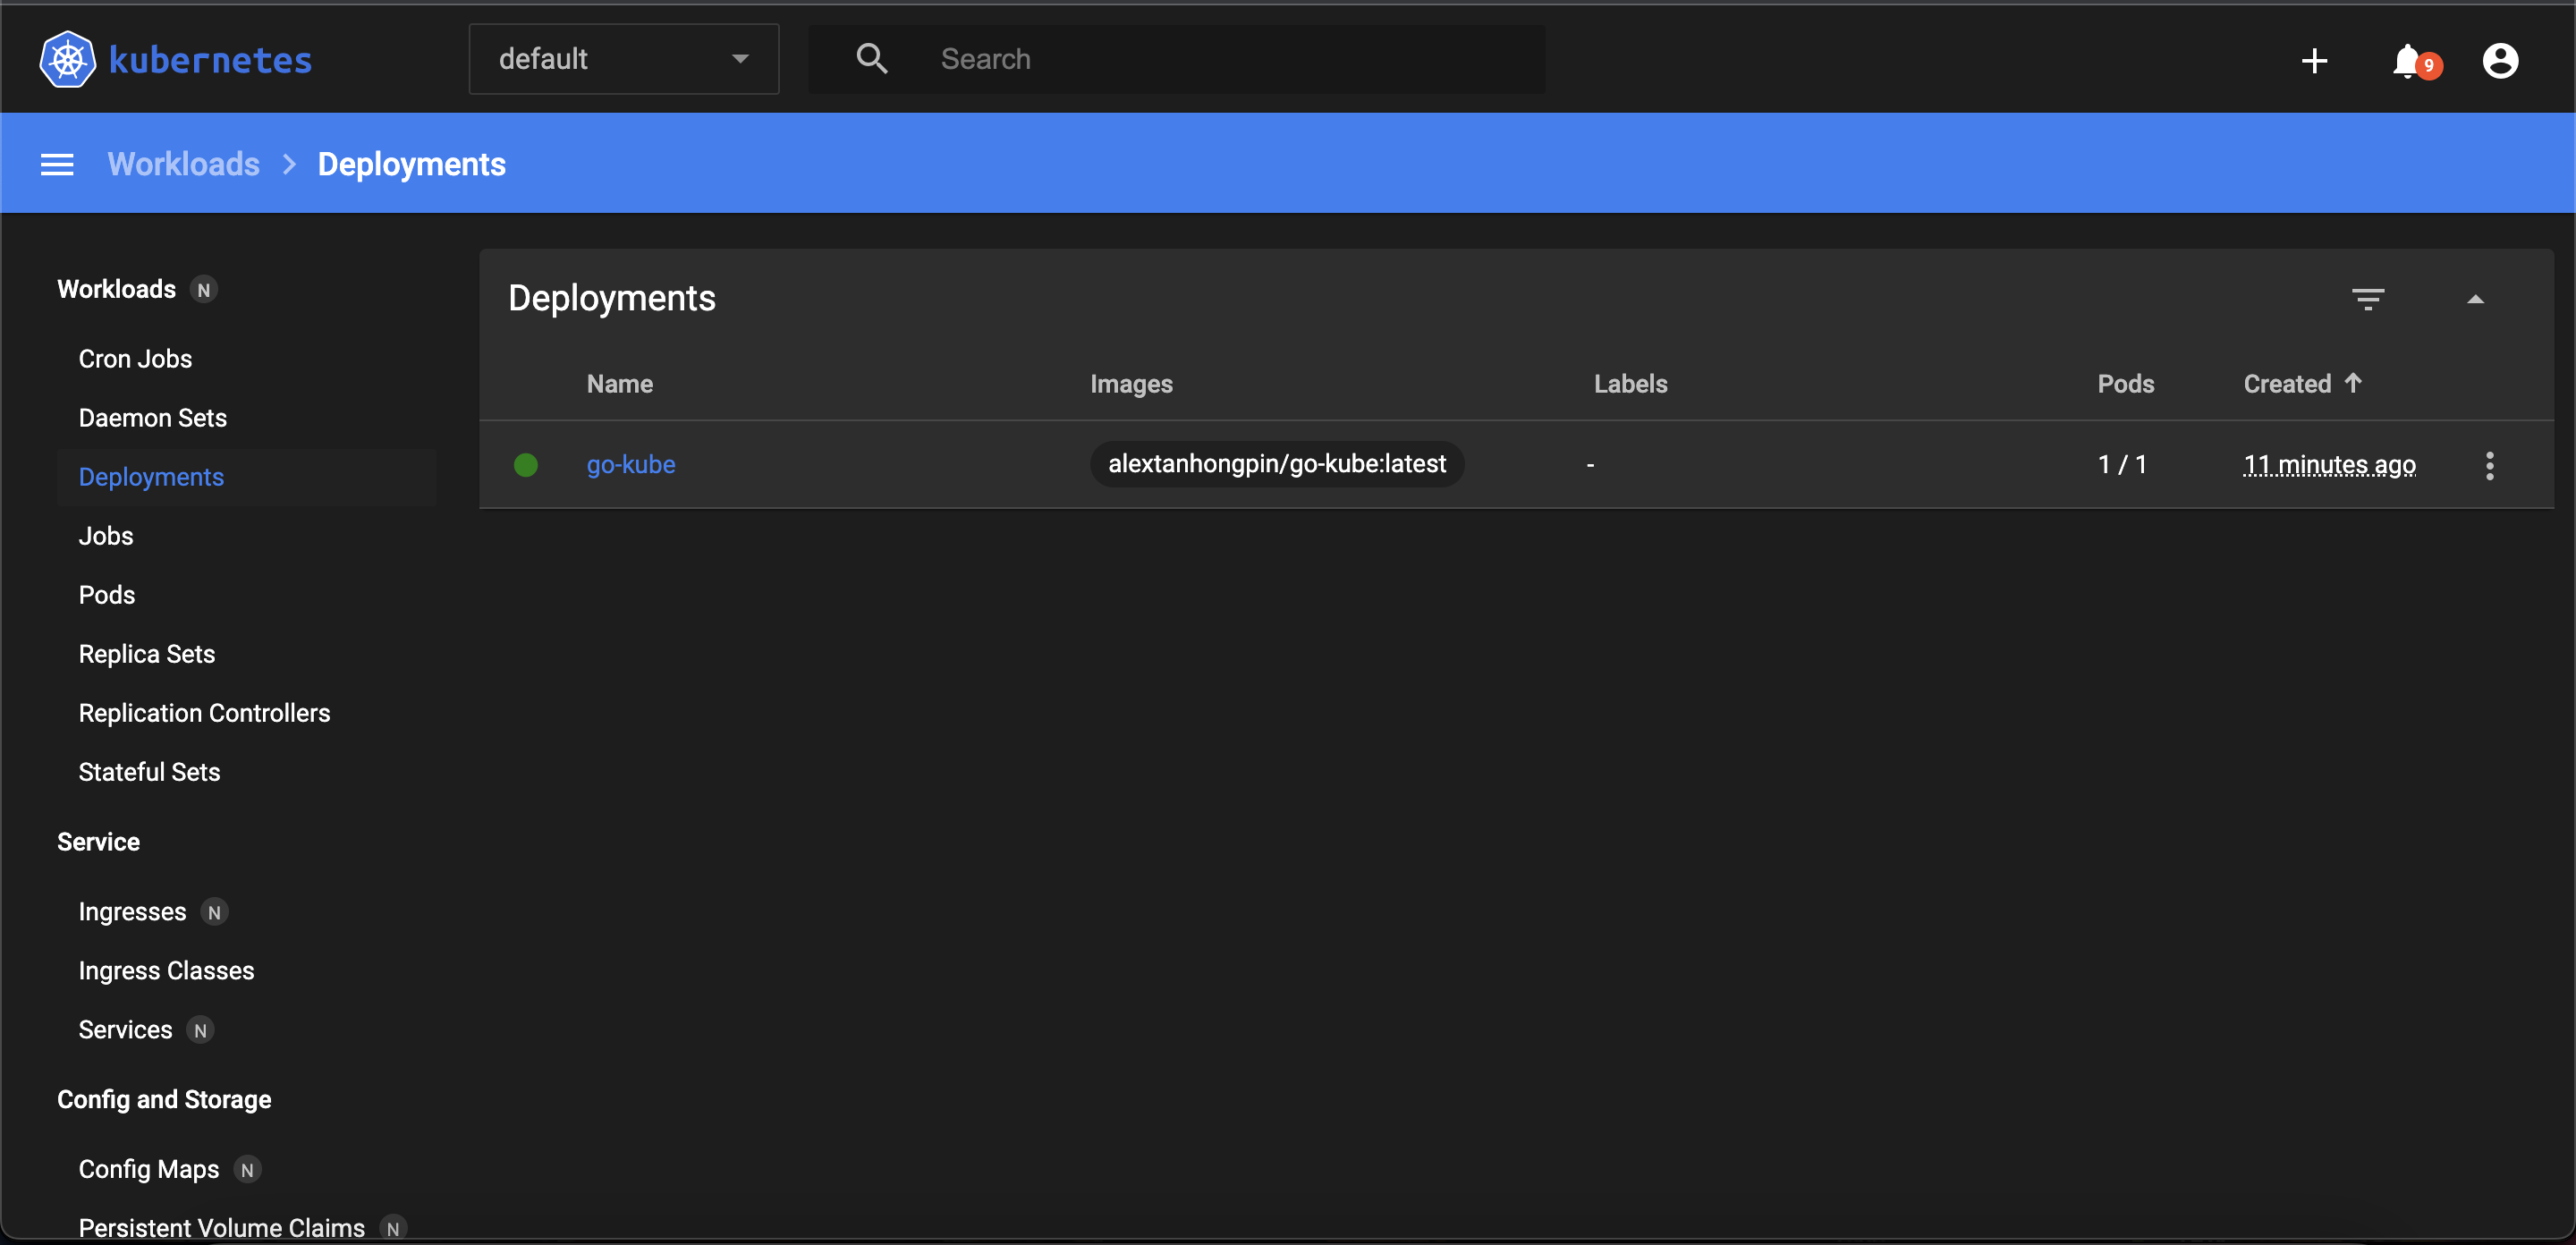 kubernetes
default
Search
9
Workloads
Deployments
Workloads N
Cron Jobs
Daemon Sets
Deployments
Jobs
Pods
Replica Sets
Replication Controllers
Stateful Sets
Service
Ingresses N
Ingress Classes
Services N
Config and Storage
Config Maps N
Persistent Volume Claims N
Deployments
Name Images Labels Pods Created
go-kube alextanhongpin/go-kube:latest - 1 / 1 11 minutes ago